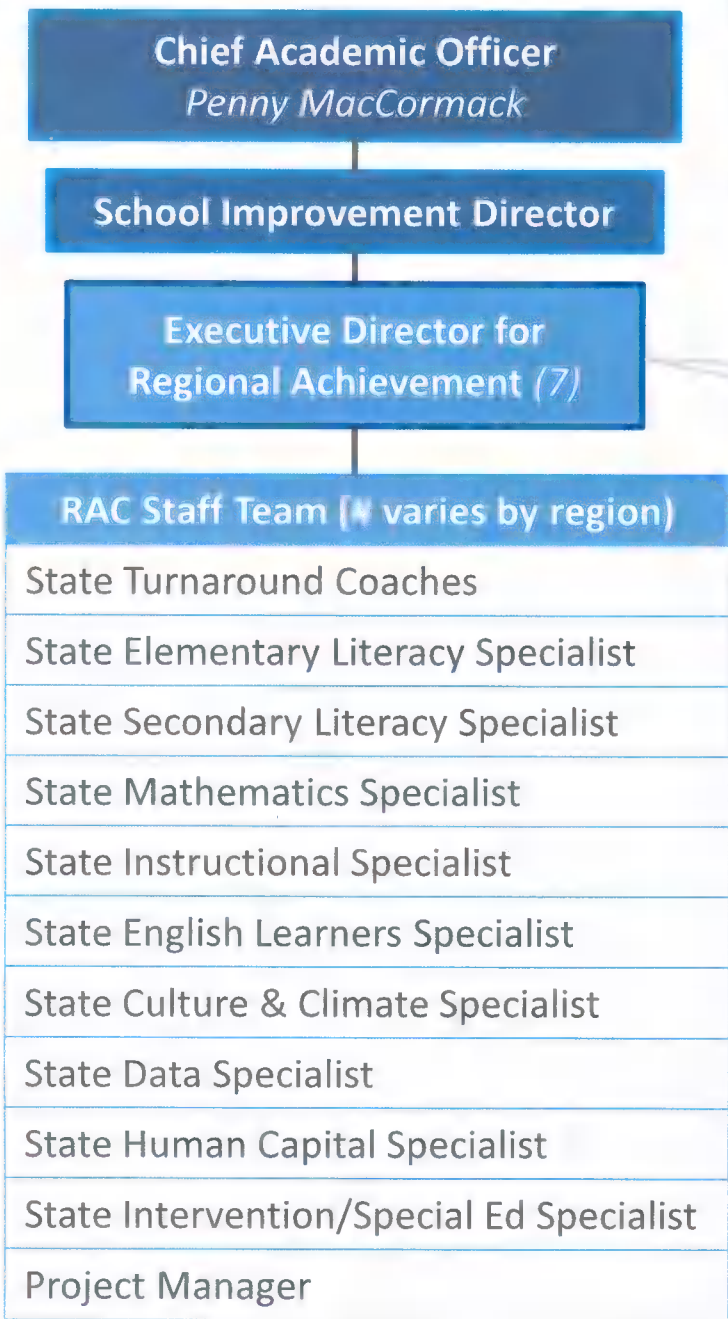 Chief Academic Officer
Penny MacCormack
School Improvement Director
Executive Director for
Regional Achievement (7)
RAC Staff Team (# varies by region)
State Turnaround Coaches
State Elementary Literacy Specialist
State Secondary Literacy Specialist
State Mathematics Specialist
State Instructional Specialist
State English Learners Specialist
State Culture & Climate Specialist
State Data Specialist
State Human Capital Specialist
State Intervention/Special Ed Specialist
Project Manager